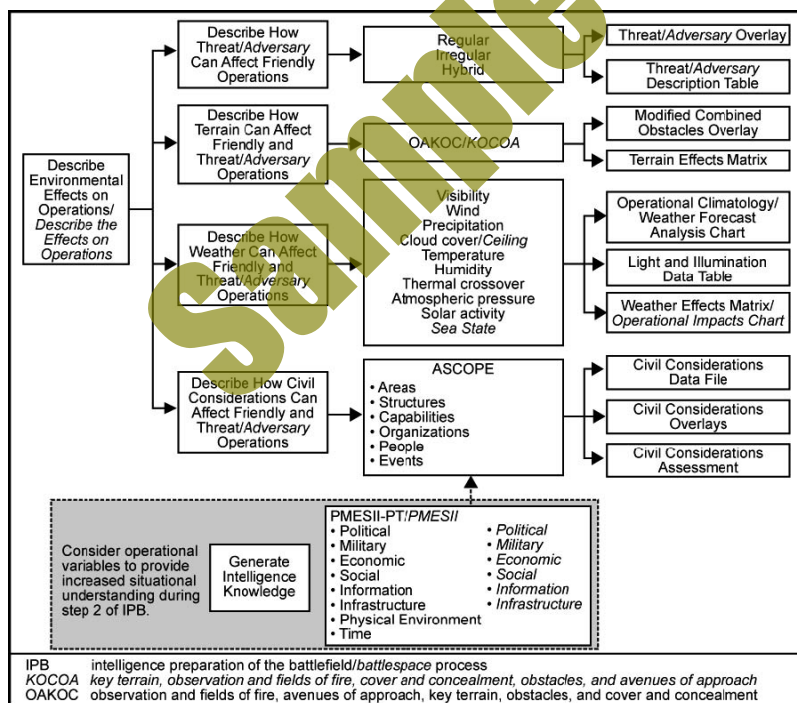 Describe
Environmental
Effects on
Operations/
Describe the
Effects on
Operations
Describe How
Threat/Adversary
Can Affect Friendly
Operations
Regular
Irregular
Hybrid
Threat/Adversary Overlay
Threat/Adversary
Description Table
Describe How
Terrain Can Affect
Friendly and
Threat/Adversary
Operations
OAKOC/KOCOA
Modified Combined
Obstacles Overlay
Terrain Effects Matrix
Describe How
Weather Can Affect
Friendly and
Threat/Adversary
Operations
Visibility
Wind
Precipitation
Cloud cover/Ceiling
Temperature
Humidity
Thermal crossover
Atmospheric pressure
Solar activity
Sea State
Operational Climatology/
Weather Forecast
Analysis Chart
Light and Illumination
Data Table
Weather Effects Matrix/
Operational Impacts Chart
Describe How Civil
Considerations Can
Affect Friendly and
Threat/Adversary
Operations
ASCOPE
• Areas
• Structures
• Capabilities
• Organizations
• People
• Events
Civil Considerations
Data File
Civil Considerations
Overlays
Civil Considerations
Assessment
Consider operational
variables to provide
increased situational
understanding during
step 2 of IPB.
Generate
Intelligence
Knowledge
PMESII-PT/PMESII
• Political
• Military
• Economic
• Social
• Information
• Infrastructure
• Physical Environment
• Time
• Political
• Military
• Economic
• Social
• Information
• Infrastructure
IPB intelligence preparation of the battlefield/battlespace process
KOCOA key terrain, observation and fields of fire, cover and concealment, obstacles, and avenues of approach
OAKOC observation and fields of fire, avenues of approach, key terrain, obstacles, and cover and concealment
Sample